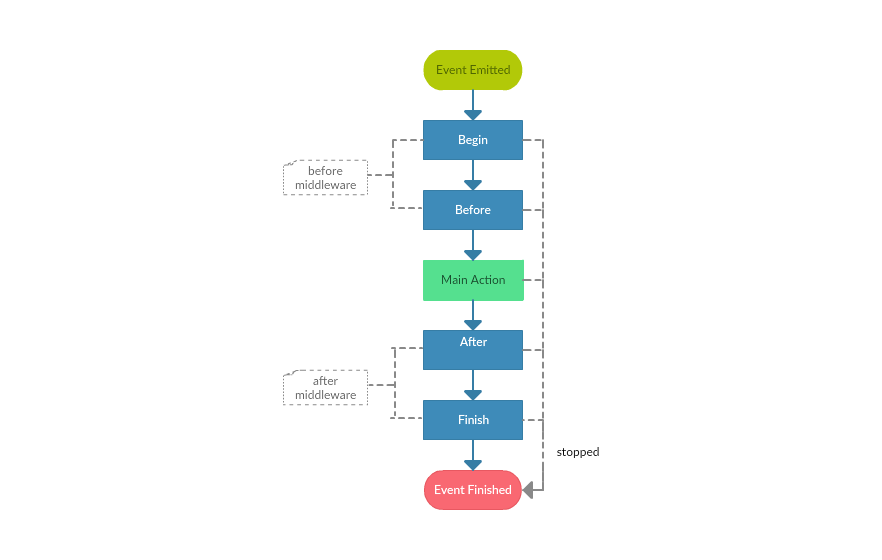 Event Emitted
Begin
before
middleware
Before
Main Action
After
after
middleware
Finish
stopped
Event Finished